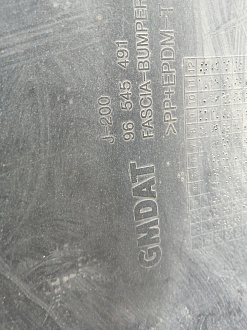 J-200
96 545 491
FASCIA-BUMPER
>PP+EPDM-T
GMDAT